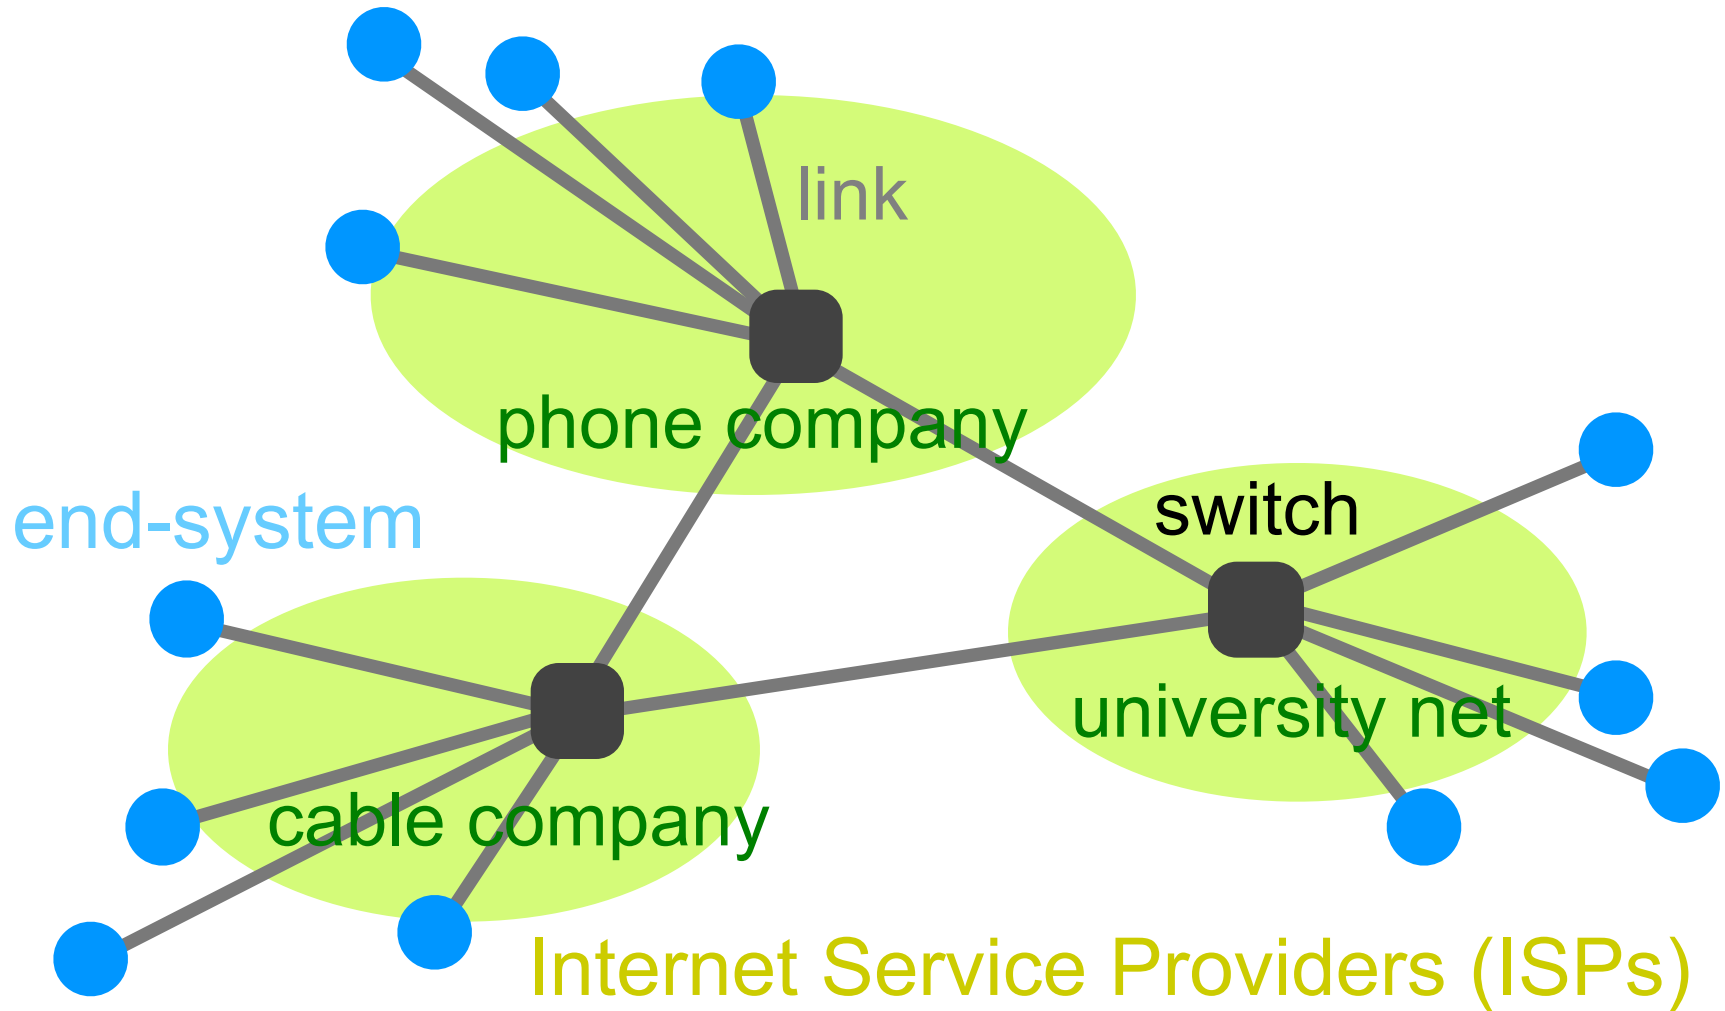 link
phone company
end-system
switch
university net
cable company
Internet Service Providers (ISPs)